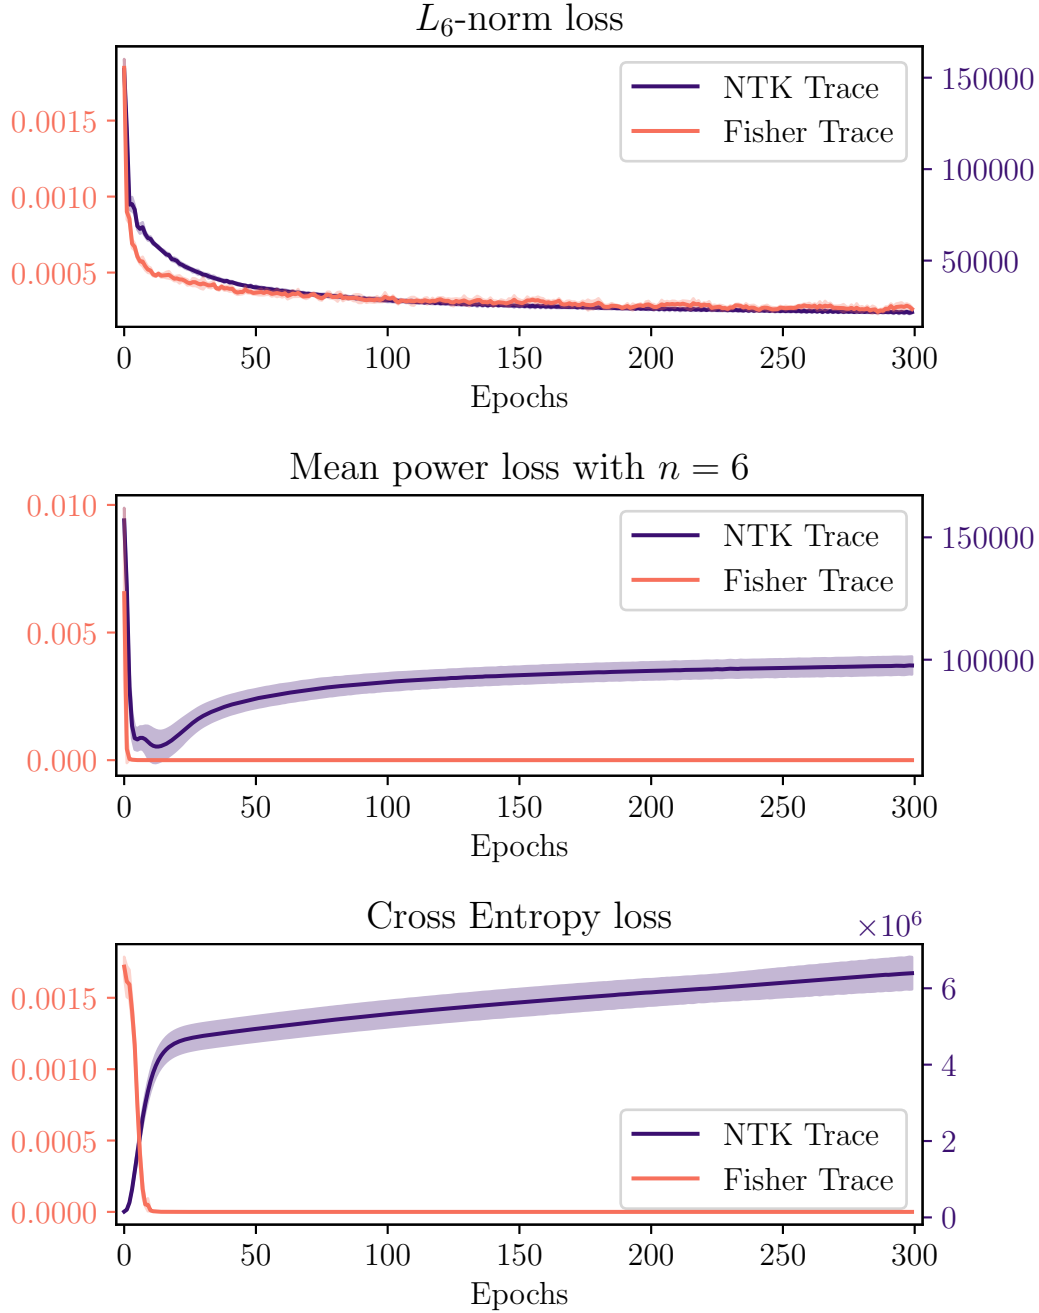 L₆-norm loss
NTK Trace
Fisher Trace
0.0015
0.0010
0.0005
150000
100000
50000
0 50 100 150 200 250 300
Epochs
Mean power loss with n = 6
NTK Trace
Fisher Trace
0.010
0.005
0.000
150000
100000
0 50 100 150 200 250 300
Epochs
Cross Entropy loss
×10⁶
0.0015
0.0010
0.0005
0.0000
6
4
2
0
NTK Trace
Fisher Trace
0 50 100 150 200 250 300
Epochs